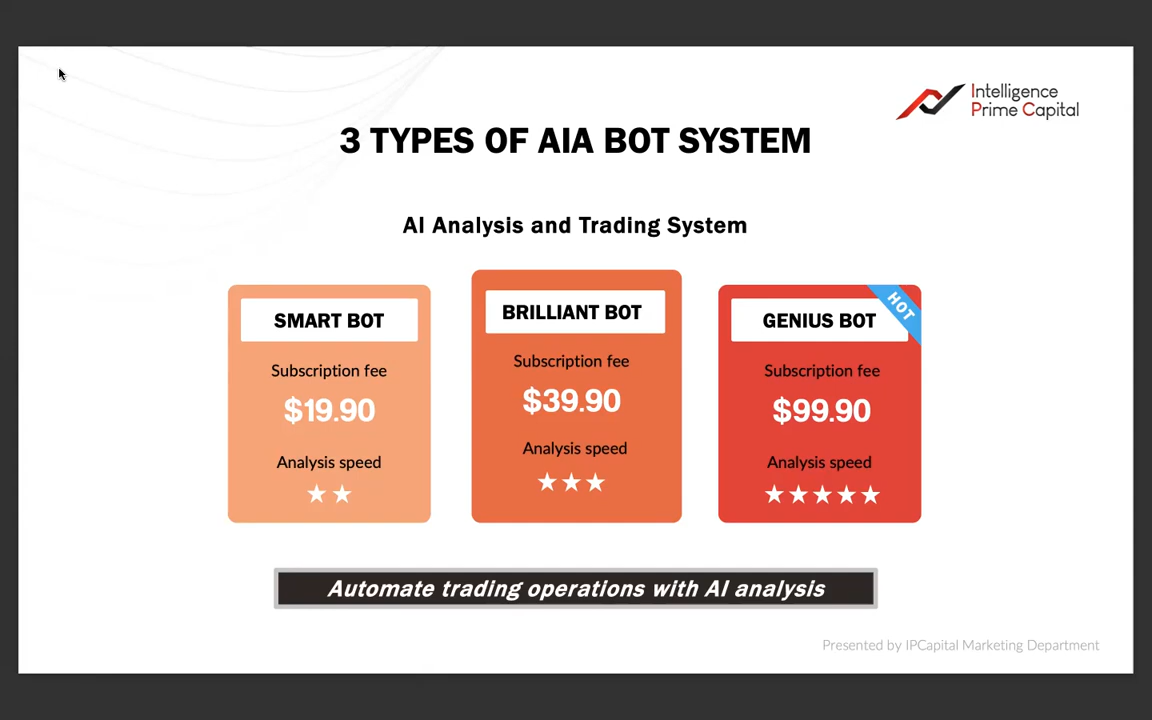 Intelligence
Prime Capital
3 TYPES OF AIA BOT SYSTEM
AI Analysis and Trading System
SMART BOT
Subscription fee
$19.90
Analysis speed
BRILLIANT BOT
Subscription fee
$39.90
Analysis speed
HOT
GENIUS BOT
Subscription fee
$99.90
Analysis speed
Automate trading operations with AI analysis
Presented by IPCapital Marketing Department